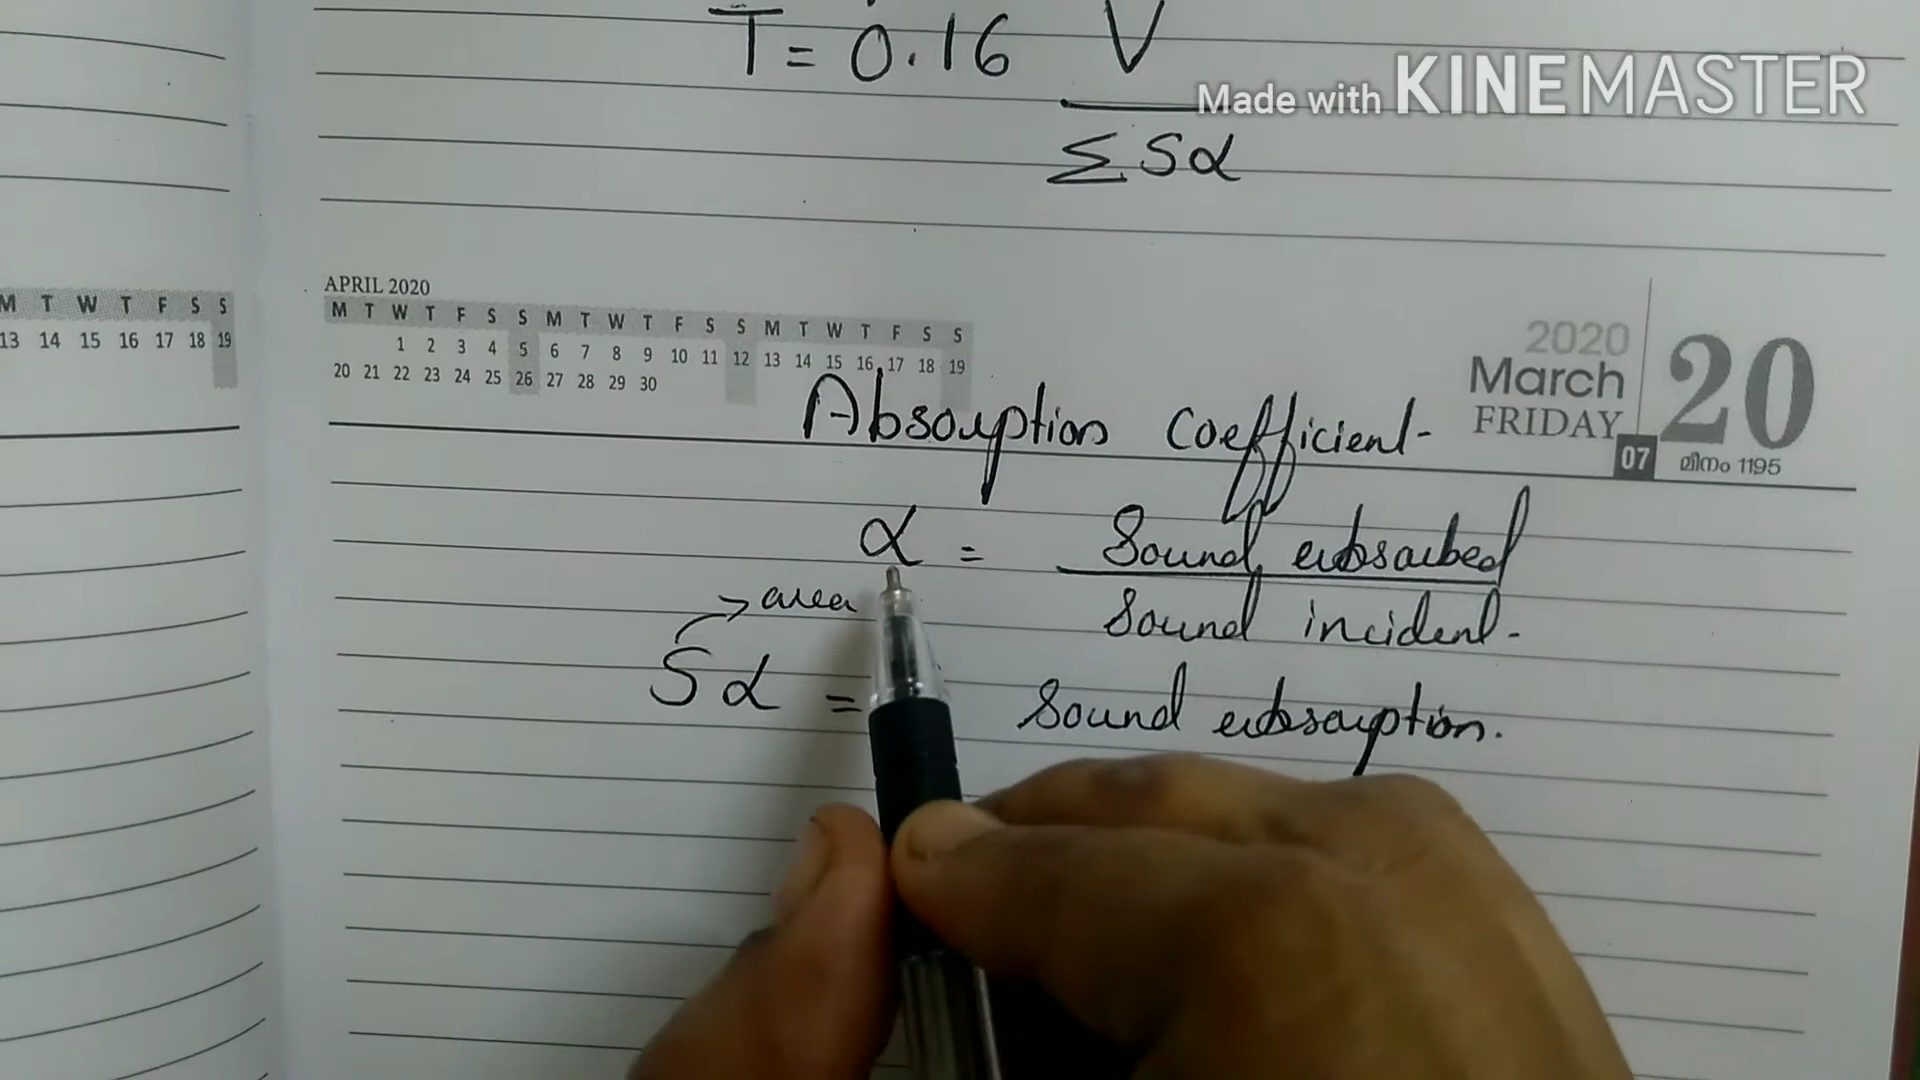 T = 0.16 V
Made with KINEMASTER
Σ Sα
APRIL 2020
M T W T F S S
M T W T F S S M T W T F S S M T W T F S S
13 14 15 16 17 18 19
1 2 3 4 5 6 7 8 9 10 11 12 13 14 15 16 17 18 19
20 21 22 23 24 25 26 27 28 29 30
2020
March
FRIDAY
20
07
മീനം 1195
Absorption coefficient
α = Sound absorbed
Sound incident
→ area
Sα = Sound absorption.